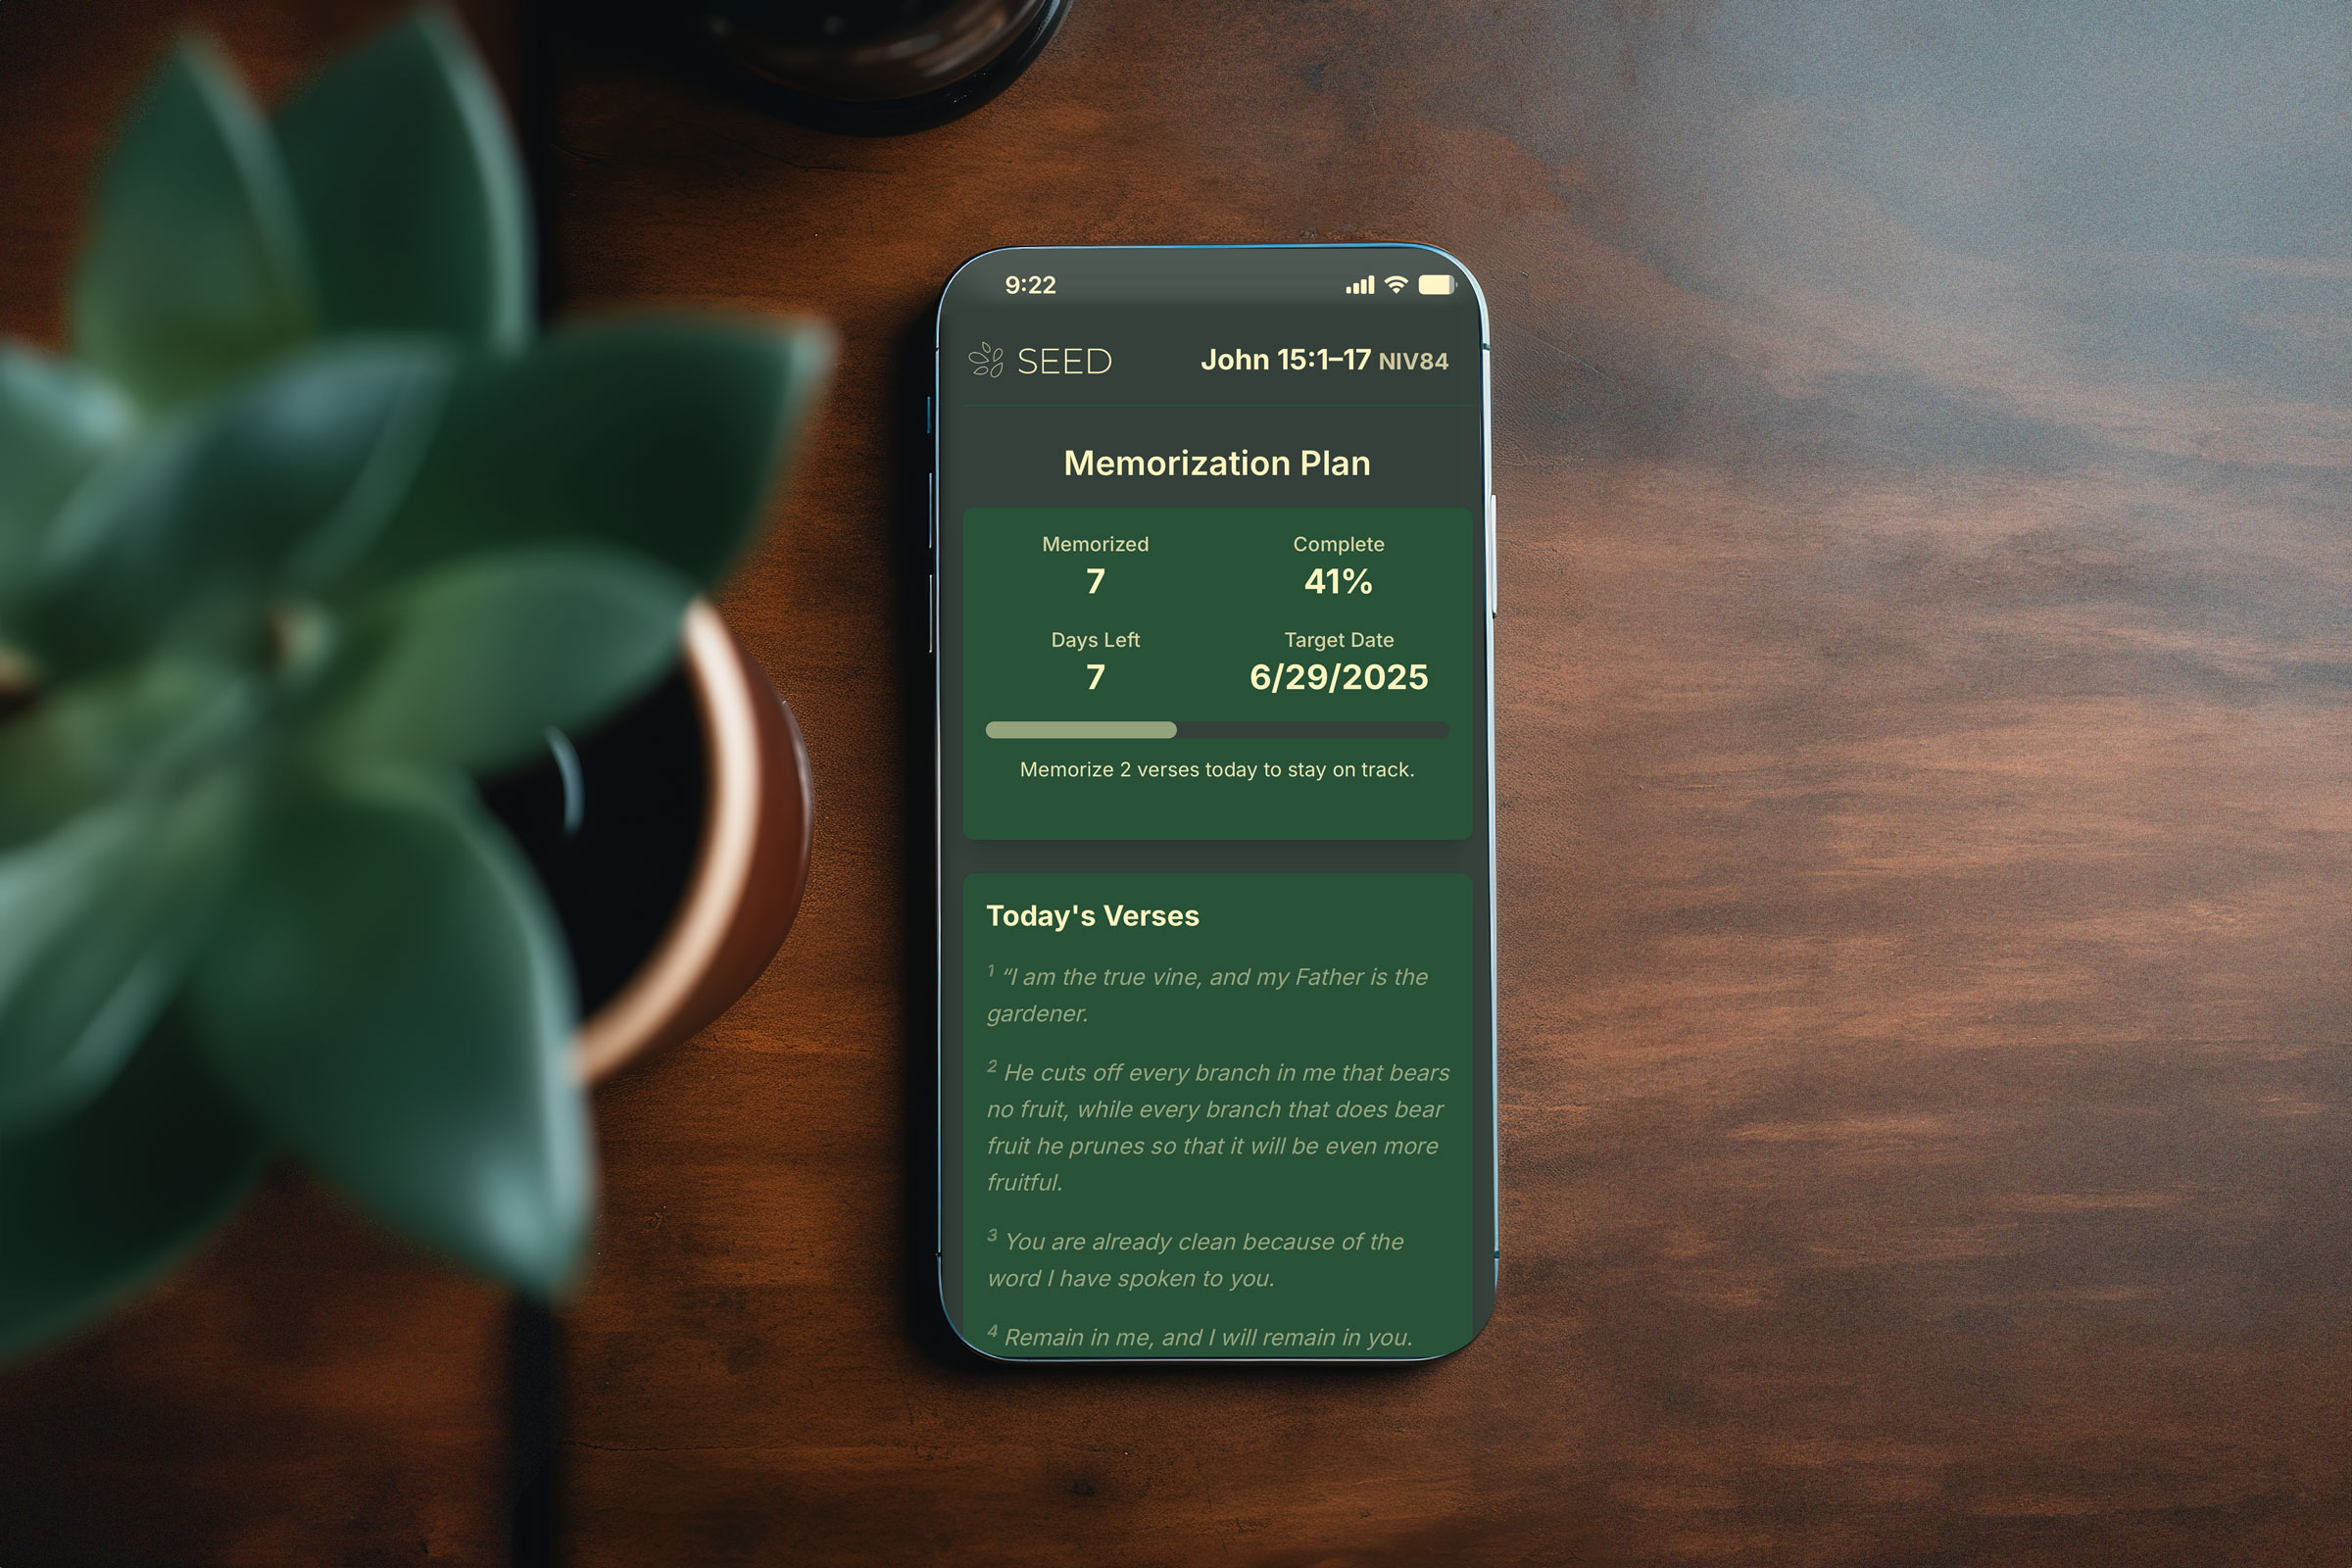 9:22
SEED
John 15:1–17 NIV84
Memorization Plan
Memorized
7
Complete
41%
Days Left
7
Target Date
6/29/2025
Memorize 2 verses today to stay on track.
Today's Verses
1 “I am the true vine, and my Father is the
gardener.
2 He cuts off every branch in me that bears
no fruit, while every branch that does bear
fruit he prunes so that it will be even more
fruitful.
3 You are already clean because of the
word I have spoken to you.
4 Remain in me, and I will remain in you.